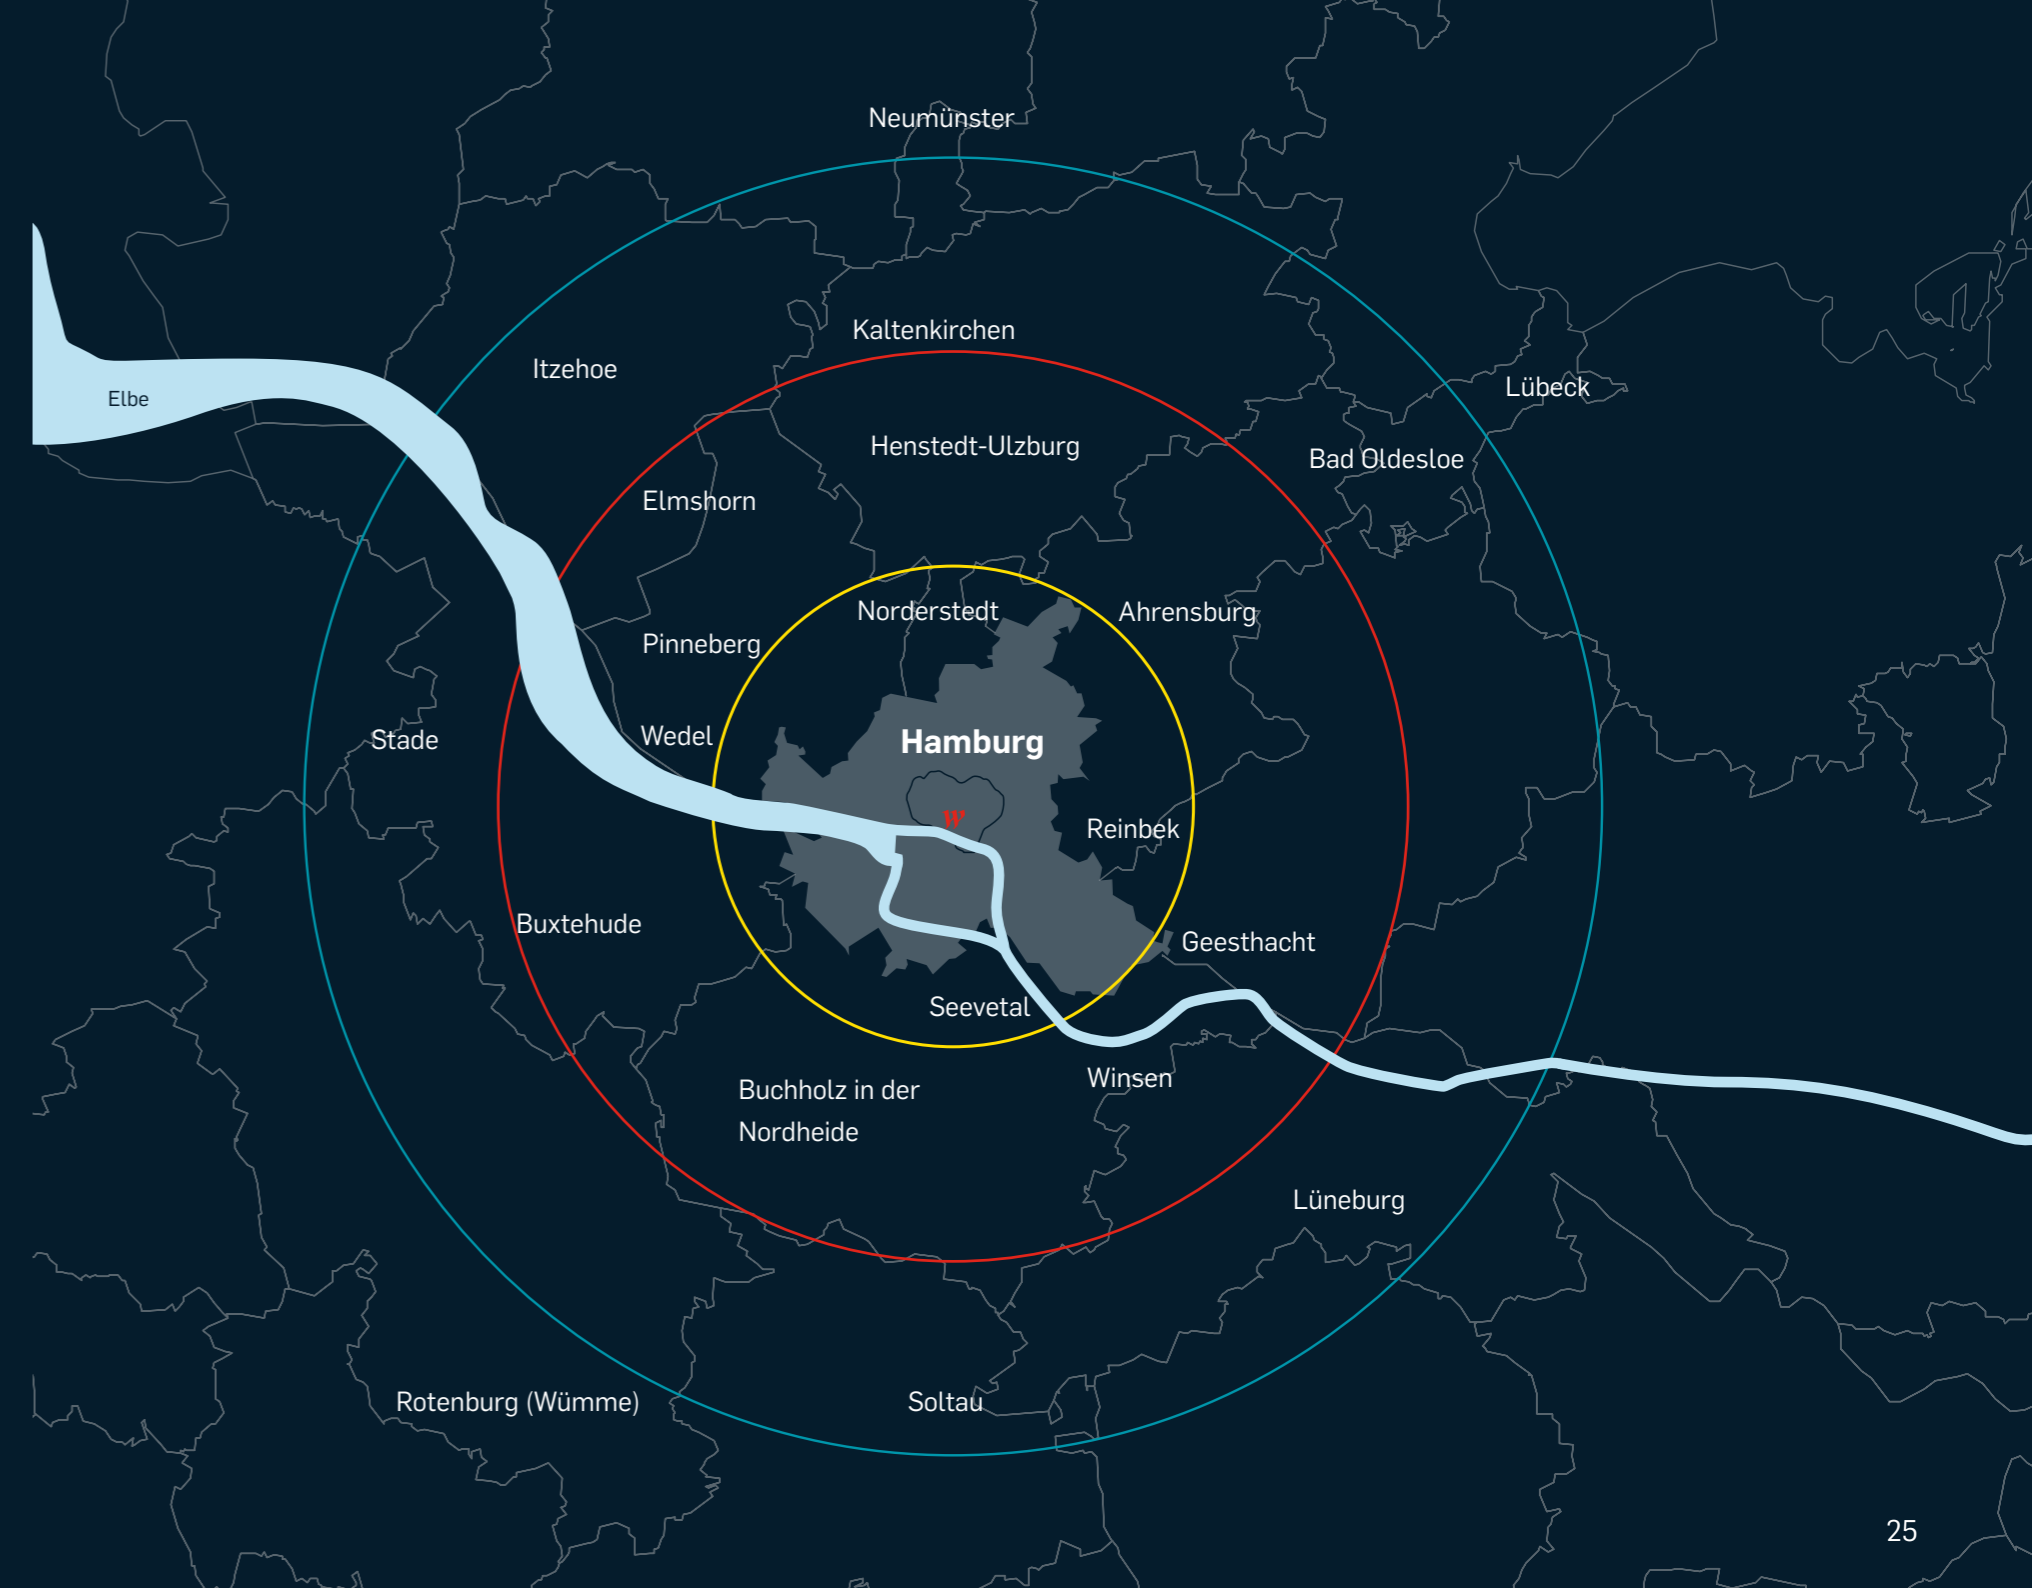 Neumünster
Kaltenkirchen
Itzehoe
Lübeck
Elbe
Henstedt-Ulzburg
Bad Oldesloe
Elmshorn
Norderstedt
Ahrensburg
Pinneberg
Wedel
Stade
Hamburg
W
Reinbek
Buxtehude
Geesthacht
Seevetal
Winsen
Buchholz in der
Nordheide
Lüneburg
Rotenburg (Wümme)
Soltau
25